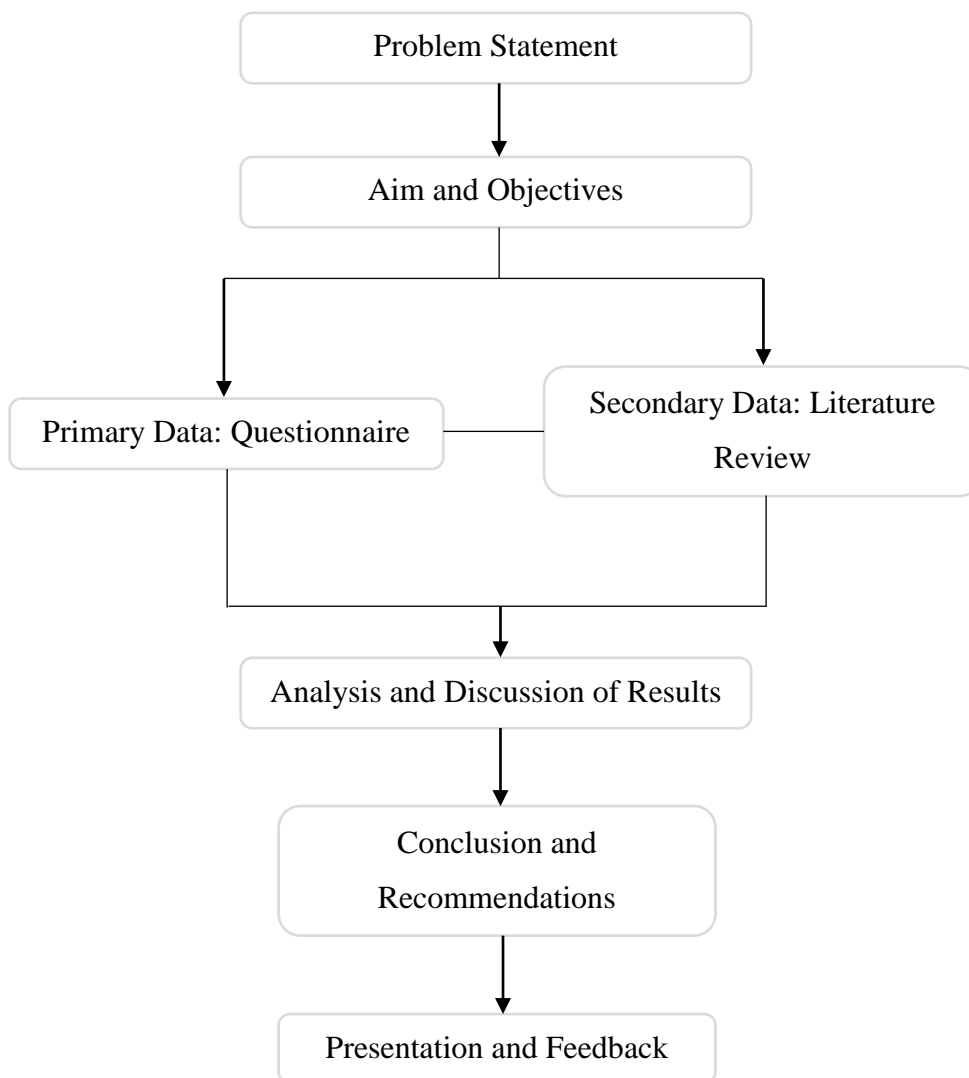 Problem Statement
Aim and Objectives
Primary Data: Questionnaire
Secondary Data: Literature
Review
Analysis and Discussion of Results
Conclusion and
Recommendations
Presentation and Feedback